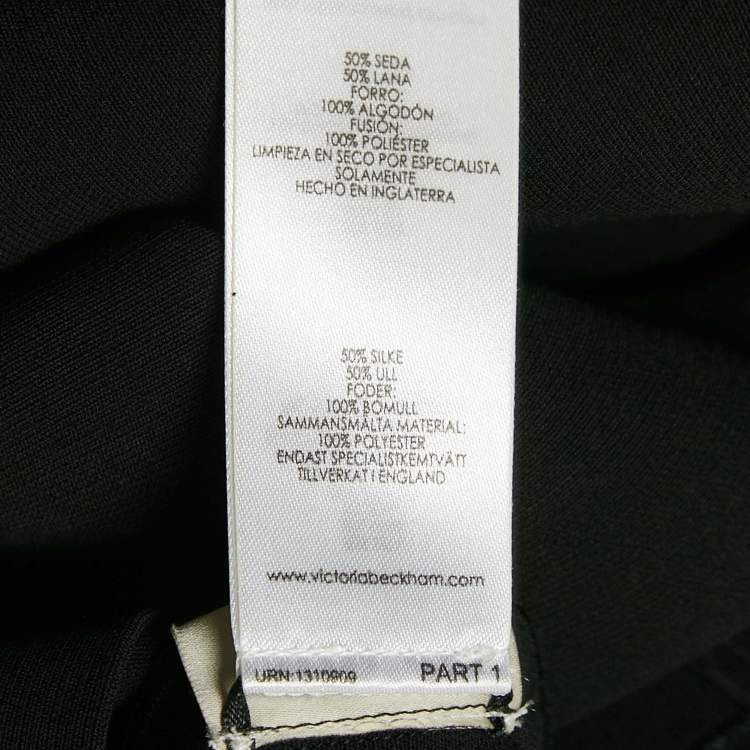 50% SEDA
50% LANA
FORRO:
100% ALGODÓN
FUSIÓN:
100% POLIÉSTER
LIMPIEZA EN SECO POR ESPECIALISTA
SOLAMENTE
HECHO EN INGLATERRA
50% SILKE
50% ULL
FODER:
100% BOMULL
SAMMANSMÄLTA MATERIAL:
100% POLYESTER
ENDAST SPECIALISTKEMTVÄTT
TILLVERKAT I ENGLAND
www.victoriabeckham.com
URN:1310909 PART 1